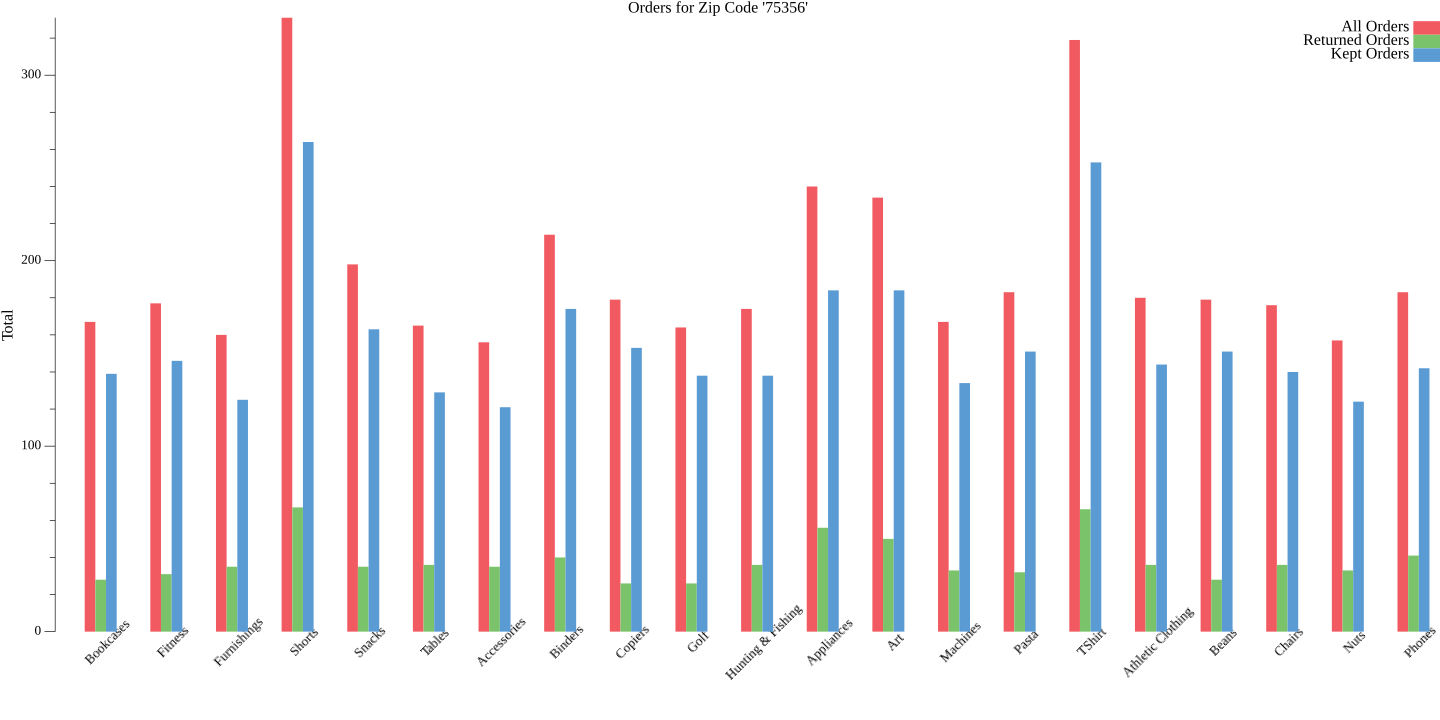 Orders for Zip Code '75356'
All Orders
Returned Orders
Kept Orders
Total
300
200
100
0
Bookcases
Fitness
Furnishings
Shorts
Snacks
Tables
Accessories
Binders
Copiers
Golf
Hunting & Fishing
Appliances
Art
Machines
Pasta
TShirt
Athletic Clothing
Beans
Chairs
Nuts
Phones